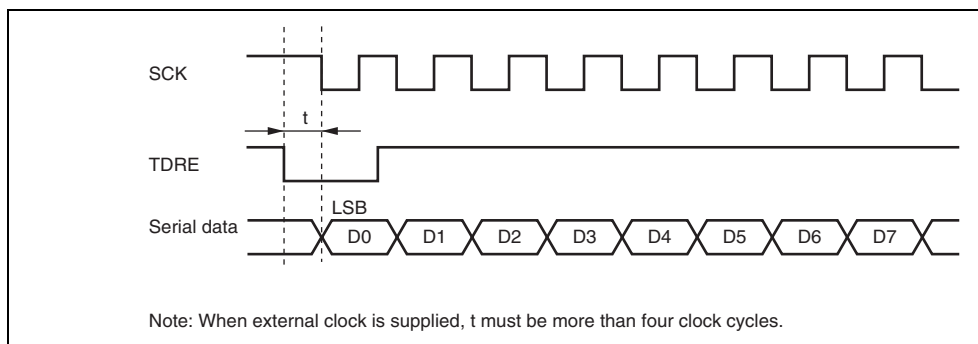 SCK
t
TDRE
LSB
Serial data
D0 D1 D2 D3 D4 D5 D6 D7
Note: When external clock is supplied, t must be more than four clock cycles.